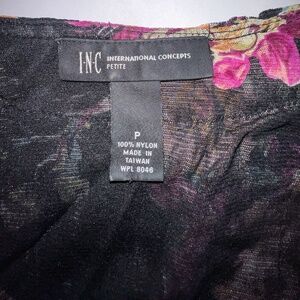 I·N·C INTERNATIONAL CONCEPTS
PETITE
P
100% NYLON
MADE IN
TAIWAN
WPL 8046